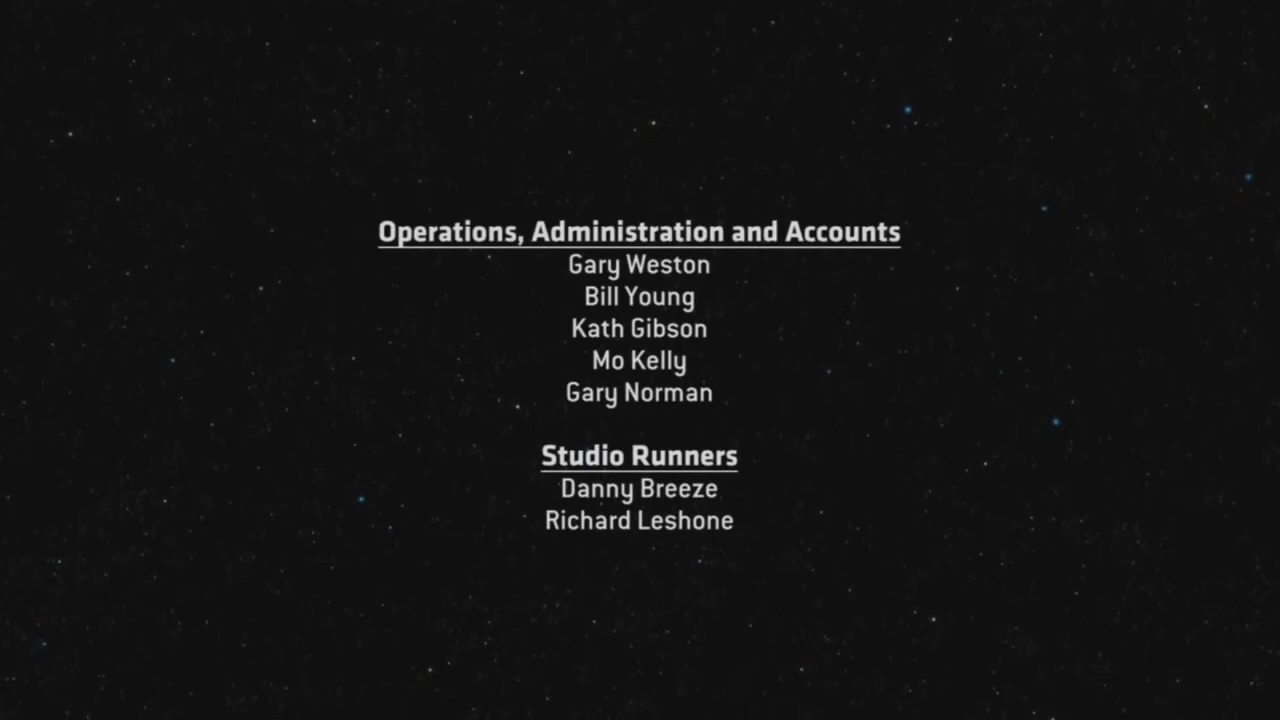 Operations, Administration and Accounts
Gary Weston
Bill Young
Kath Gibson
Mo Kelly
Gary Norman
Studio Runners
Danny Breeze
Richard Leshone